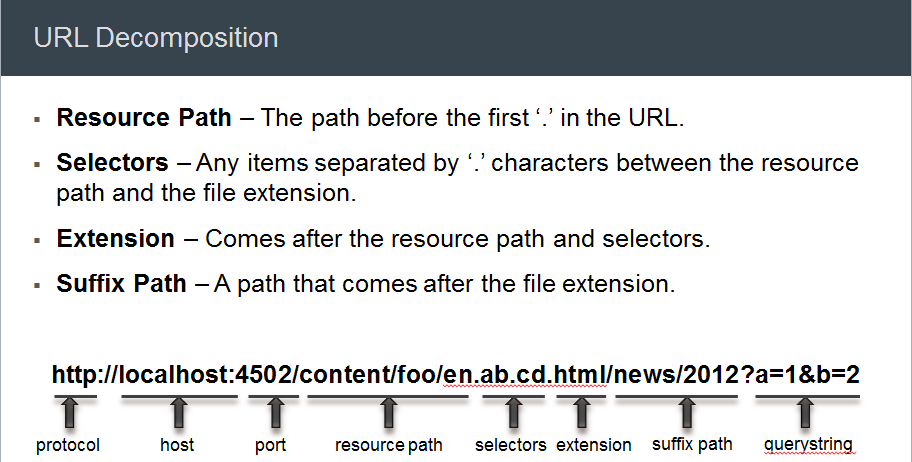 URL Decomposition
▪ Resource Path – The path before the first ‘.’ in the URL.
▪ Selectors – Any items separated by ‘.’ characters between the resource
path and the file extension.
▪ Extension – Comes after the resource path and selectors.
▪ Suffix Path – A path that comes after the file extension.
http://localhost:4502/content/foo/en.ab.cd.html/news/2012?a=1&b=2
protocol host port resource path selectors extension suffix path querystring